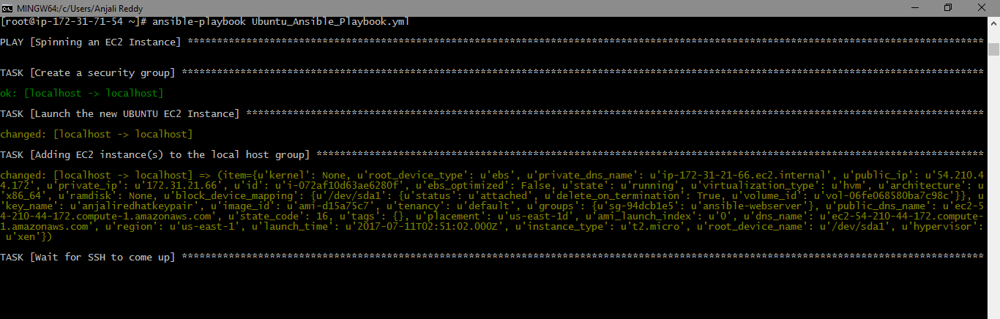 MINGW64:/c/Users/Anjali Reddy
[root@ip-172-31-71-54 ~]# ansible-playbook Ubuntu_Ansible_Playbook.yml
PLAY [Spinning an EC2 Instance] ****************************************************************************************************************************************
TASK [Create a security group] *****************************************************************************************************************************************
ok: [localhost -> localhost]
TASK [Launch the new UBUNTU EC2 Instance] ******************************************************************************************************************************
changed: [localhost -> localhost]
TASK [Adding EC2 instance(s) to the local host group] ******************************************************************************************************************
changed: [localhost -> localhost] => (item={u'kernel': None, u'root_device_type': u'ebs', u'private_dns_name': u'ip-172-31-21-66.ec2.internal', u'public_ip': u'54.210.4
4.172', u'private_ip': u'172.31.21.66', u'id': u'i-072af10d63ae6280f', u'ebs_optimized': False, u'state': u'running', u'virtualization_type': u'hvm', u'architecture': u
'x86_64', u'ramdisk': None, u'block_device_mapping': {u'/dev/sda1': {u'status': u'attached', u'delete_on_termination': True, u'volume_id': u'vol-06fe068580ba7c98c'}}, u
'key_name': u'anjaliredhatkeypair', u'image_id': u'ami-d15a75c7', u'tenancy': u'default', u'groups': {u'sg-94dcb1e5': u'ansible-webserver'}, u'public_dns_name': u'ec2-5
4-210-44-172.compute-1.amazonaws.com', u'state_code': 16, u'tags': {}, u'placement': u'us-east-1d', u'ami_launch_index': u'0', u'dns_name': u'ec2-54-210-44-172.compute-
1.amazonaws.com', u'region': u'us-east-1', u'launch_time': u'2017-07-11T02:51:02.000Z', u'instance_type': u't2.micro', u'root_device_name': u'/dev/sda1', u'hypervisor':
u'xen'})
TASK [Wait for SSH to come up] *****************************************************************************************************************************************